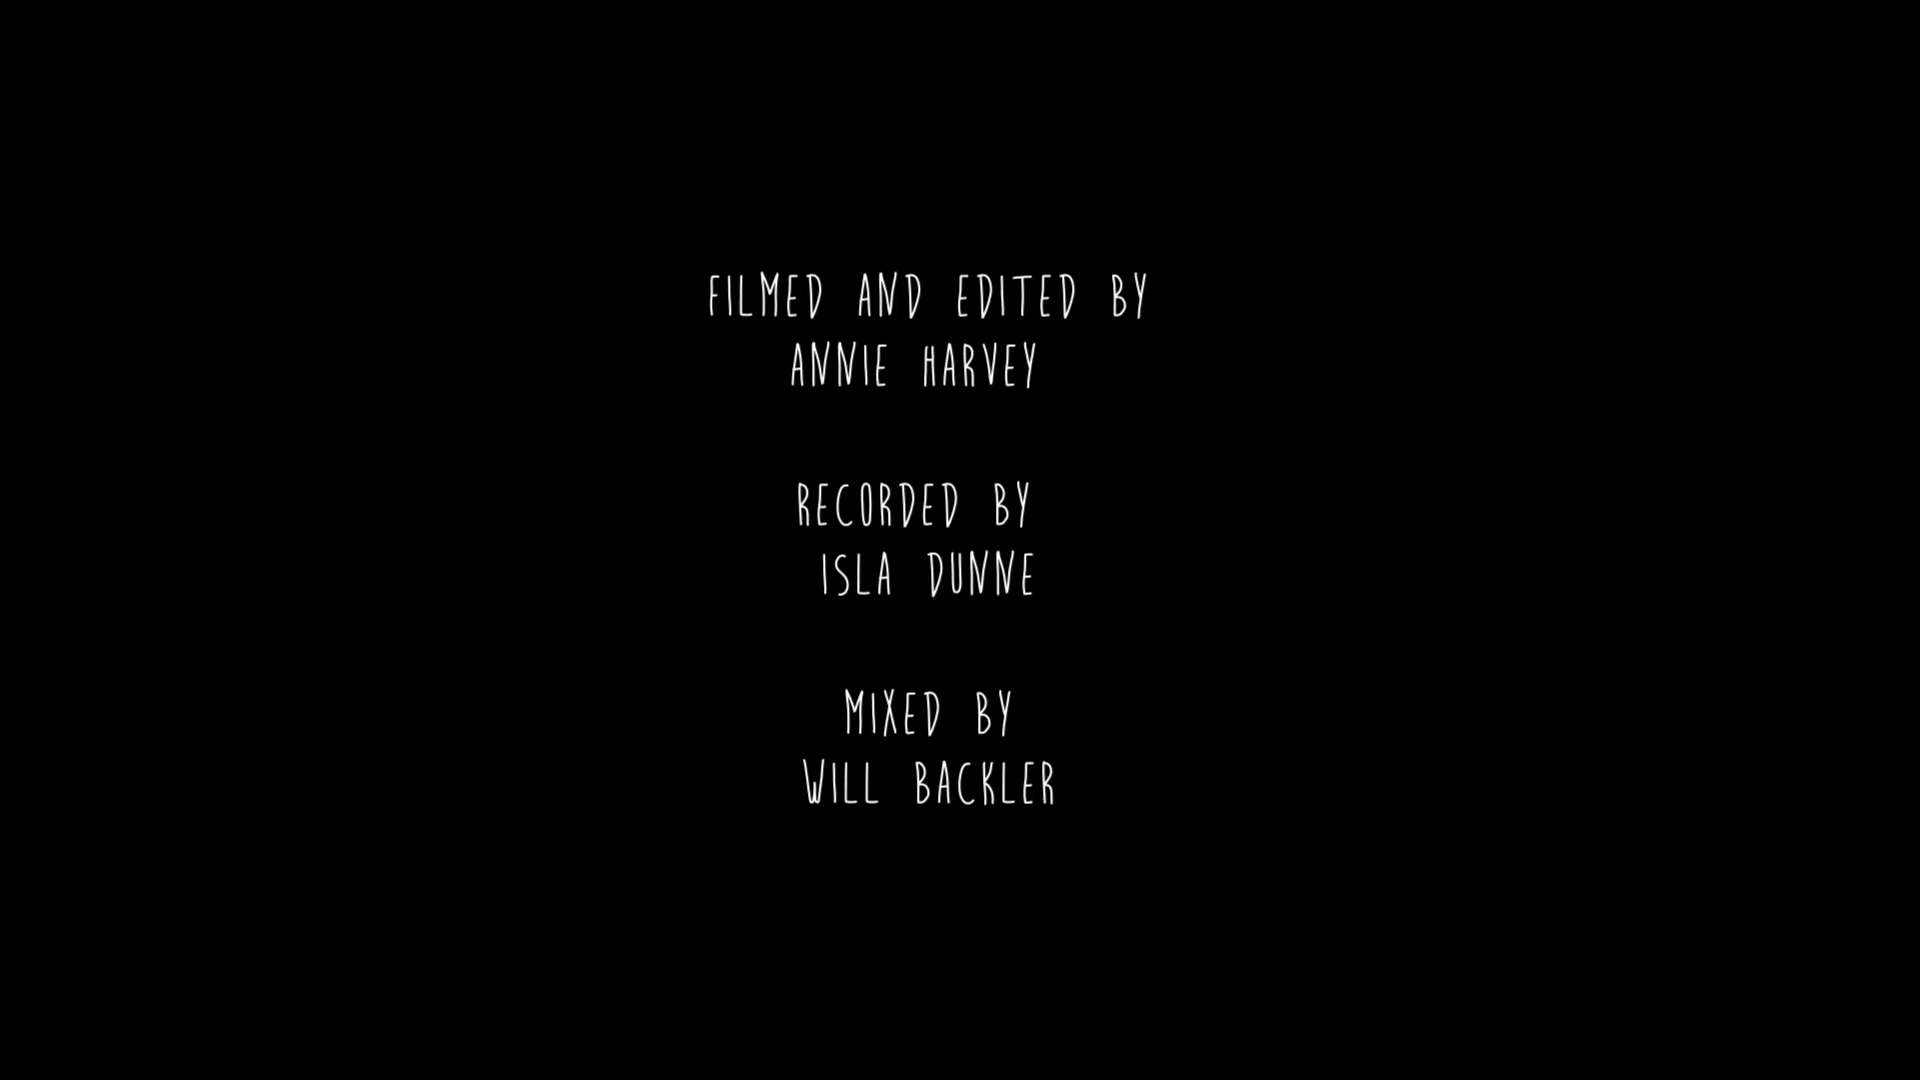 FILMED AND EDITED BY
ANNIE HARVEY
RECORDED BY
ISLA DUNNE
MIXED BY
WILL BACKLER